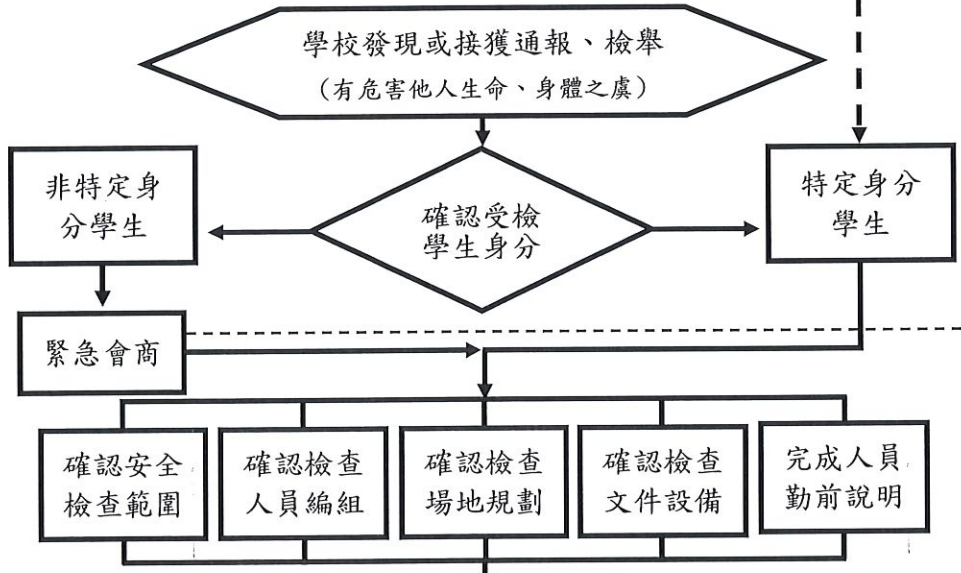 學校發現或接獲通報、檢舉
(有危害他人生命、身體之虞)
非特定身
分學生
確認受檢
學生身分
特定身分
學生
緊急會商
確認安全
檢查範圍
確認檢查
人員編組
確認檢查
場地規劃
確認檢查
文件設備
完成人員
勤前說明